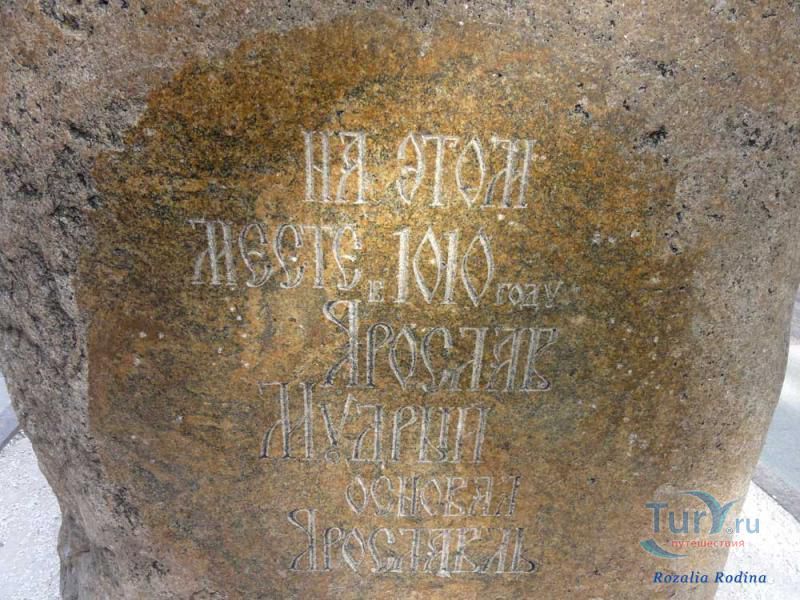 НА ЭТОМ
МЕСТЕ в 1010 году
ЯРОСЛАВ
МУДРЫЙ
ОСНОВАЛ
ЯРОСЛАВЛЬ
Tury.ru
путешествия
Rozalia Rodina